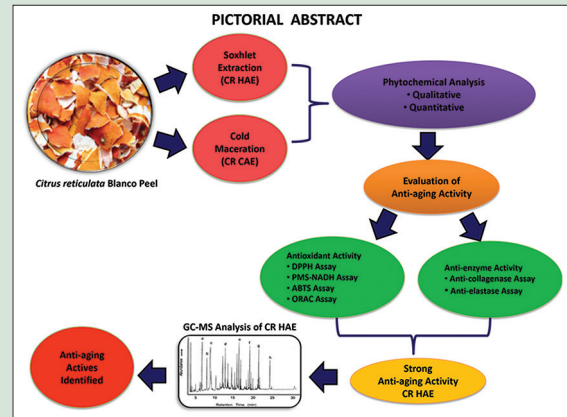 PICTORIAL ABSTRACT
Soxhlet
Extraction
(CR HAE)
Cold
Maceration
(CR CAE)
Citrus reticulata Blanco Peel
Phytochemical Analysis
• Qualitative
• Quantitative
Evaluation of
Anti-aging Activity
Antioxidant Activity
• DPPH Assay
• PMS-NADH Assay
• ABTS Assay
• ORAC Assay
Anti-enzyme Activity
• Anti-collagenase Assay
• Anti-elastase Assay
Strong
Anti-aging Activity
CR HAE
GC-MS Analysis of CR HAE
Retention Time (min)
Anti-aging
Actives
Identified